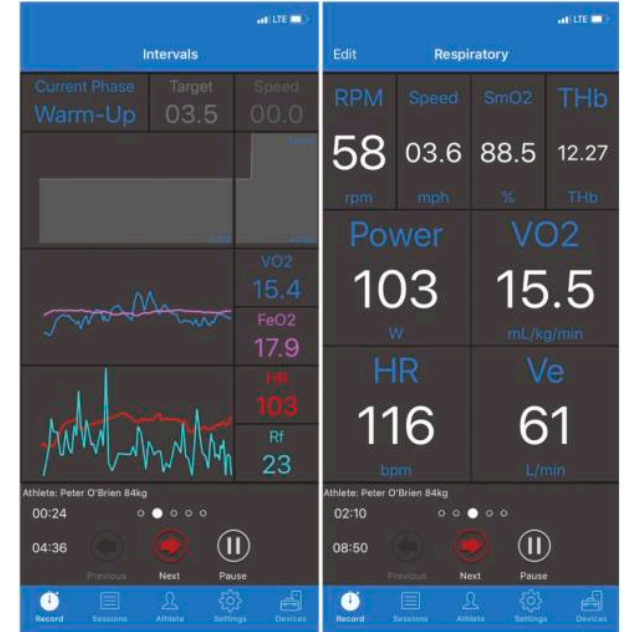 LTE
Intervals
Current Phase
Warm-Up
Target
03.5
Speed
00.0
VO2
15.4
FeO2
17.9
HR
103
Rf
23
Athlete: Peter O'Brien 84kg
00:24
04:36
Previous
Next
Pause
Record
Sessions
Athlete
Settings
Devices
LTE
Edit
Respiratory
RPM
58
rpm
Speed
03.6
mph
SmO2
88.5
%
THb
12.27
THb
Power
103
W
VO2
15.5
mL/kg/min
HR
116
bpm
Ve
61
L/min
Athlete: Peter O'Brien 84kg
02:10
08:50
Previous
Next
Pause
Record
Sessions
Athlete
Settings
Devices